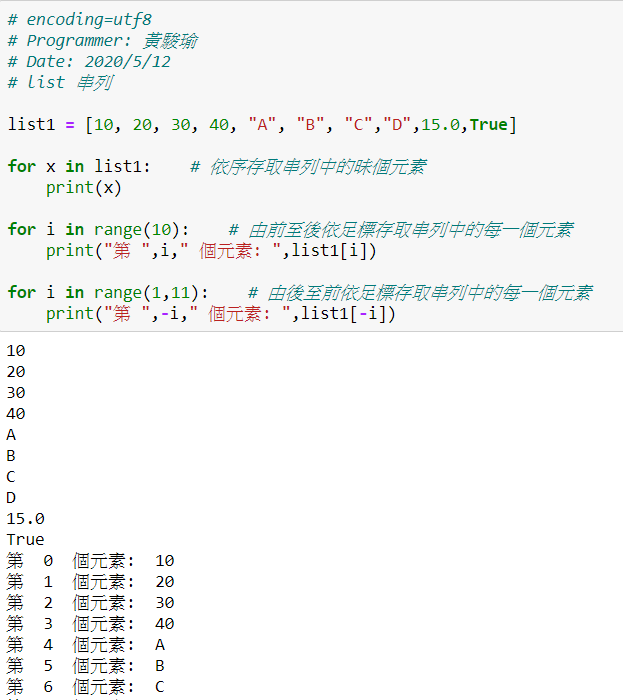 # encoding=utf8
# Programmer: 黃駿瑜
# Date: 2020/5/12
# list 串列
list1 = [10, 20, 30, 40, "A", "B", "C","D",15.0,True]
for x in list1:    # 依序存取串列中的昧個元素
    print(x)
for i in range(10):    # 由前至後依足標存取串列中的每一個元素
    print("第 ",i," 個元素: ",list1[i])
for i in range(1,11):    # 由後至前依足標存取串列中的每一個元素
    print("第 ",-i," 個元素: ",list1[-i])
10
20
30
40
A
B
C
D
15.0
True
第  0  個元素:  10
第  1  個元素:  20
第  2  個元素:  30
第  3  個元素:  40
第  4  個元素:  A
第  5  個元素:  B
第  6  個元素:  C